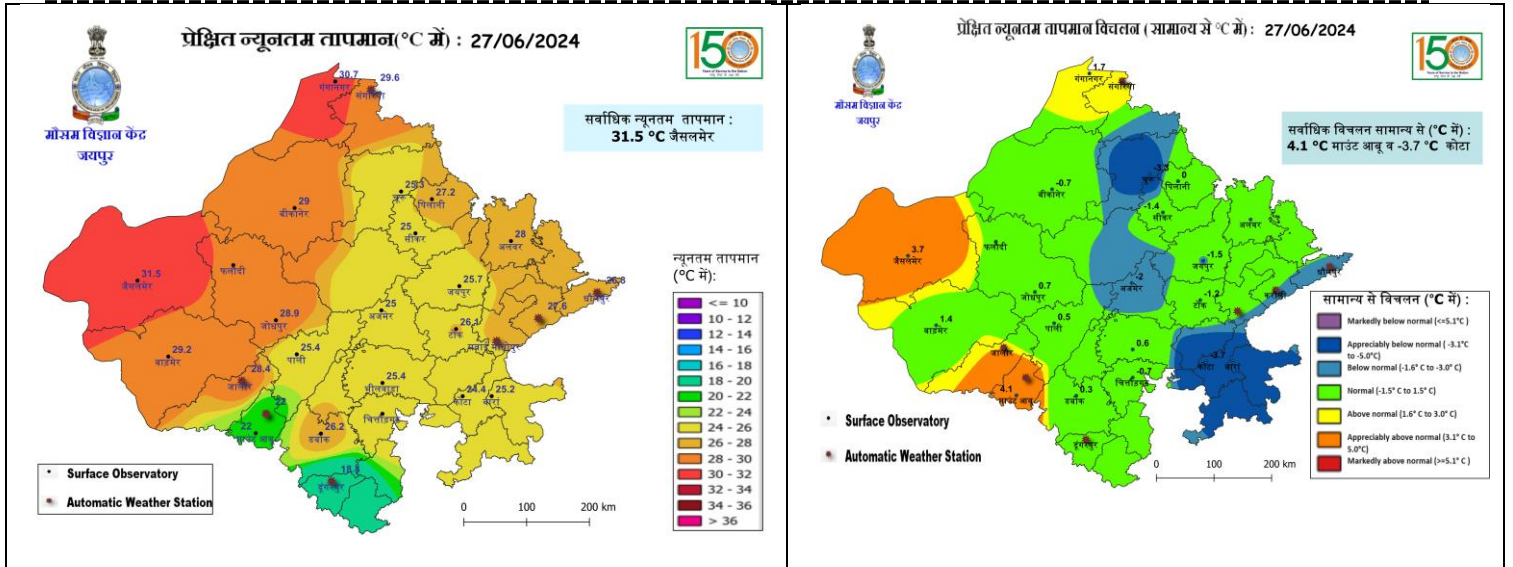 प्रेक्षित न्यूनतम तापमान(°C में) : 27/06/2024
मौसम विज्ञान केंद्र
जयपुर
150
सर्वाधिक न्यूनतम तापमान :
31.5 °C जैसलमेर
30.7
गंगानगर
29.6
संगरिया
25.3
चूरू
27.2
पिलानी
29
बीकानेर
25
सीकर
28
अलवर
फलौदी
31.5
जैसलमेर
25.7
जयपुर
26.8
धौलपुर
27.6
25
अजमेर
28.9
जोधपुर
26.1
टोंक
सवाई माधोपुर
29.2
बाड़मेर
25.4
पाली
28.4
जालौर
25.4
भीलवाड़ा
24.4
कोटा
25.2
बारां
22
22
माउंट आबू
चित्तौड़गढ़
26.2
डबोक
डूंगरपुर
न्यूनतम तापमान
(°C में):
<= 10
10 - 12
12 - 14
14 - 16
16 - 18
18 - 20
20 - 22
22 - 24
24 - 26
26 - 28
28 - 30
30 - 32
32 - 34
34 - 36
> 36
Surface Observatory
Automatic Weather Station
0 100 200 km
प्रेक्षित न्यूनतम तापमान विचलन ( सामान्य से °C में) : 27/06/2024
मौसम विज्ञान केंद्र
जयपुर
150
सर्वाधिक विचलन सामान्य से (°C में) :
4.1 °C माउंट आबू व -3.7 °C कोटा
1.7
गंगानगर
संगरिया
-3.3
चूरू
0
पिलानी
-0.7
बीकानेर
-1.4
सीकर
अलवर
फलौदी
3.7
जैसलमेर
-1.5
जयपुर
धौलपुर
-2
अजमेर
करौली
0.7
जोधपुर
-1.2
टोंक
1.4
बाड़मेर
0.5
पाली
0.6
जालौर
-3.7
कोटा
बारां
4.1
माउंट आबू
-0.7
चित्तौड़गढ़
0.3
डबोक
डूंगरपुर
सामान्य से विचलन (°C में) :
Markedly below normal (<=5.1°C )
Appreciably below normal ( -3.1°C
to -5.0°C)
Below normal(-1.6° C to -3.0° C)
Normal (-1.5° C to 1.5° C)
Above normal (1.6° C to 3.0° C)
Appreciably above normal (3.1° C to
5.0°C)
Markedly above normal (>=5.1° C )
Surface Observatory
Automatic Weather Station
0 100 200 km